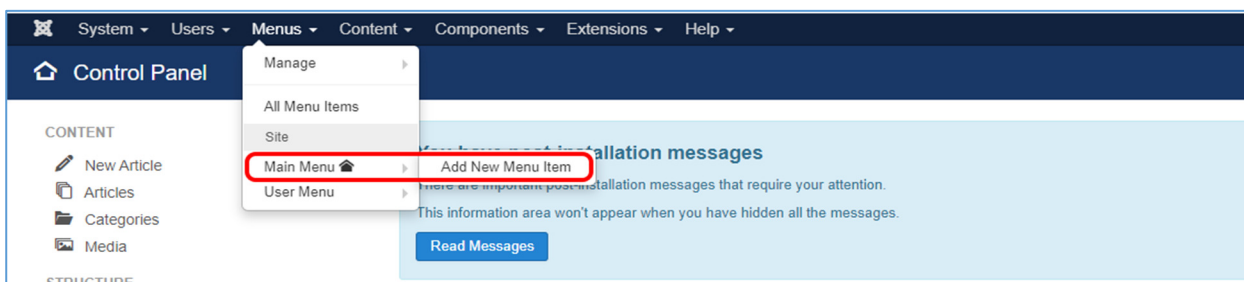 System Users Menus Content Components Extensions Help
Control Panel
Manage
All Menu Items
Site
Main Menu Add New Menu Item
User Menu
CONTENT
New Article
Articles
Categories
Media
STRUCTURE
You have post-installation messages
There are important post-installation messages that require your attention.
This information area won't appear when you have hidden all the messages.
Read Messages